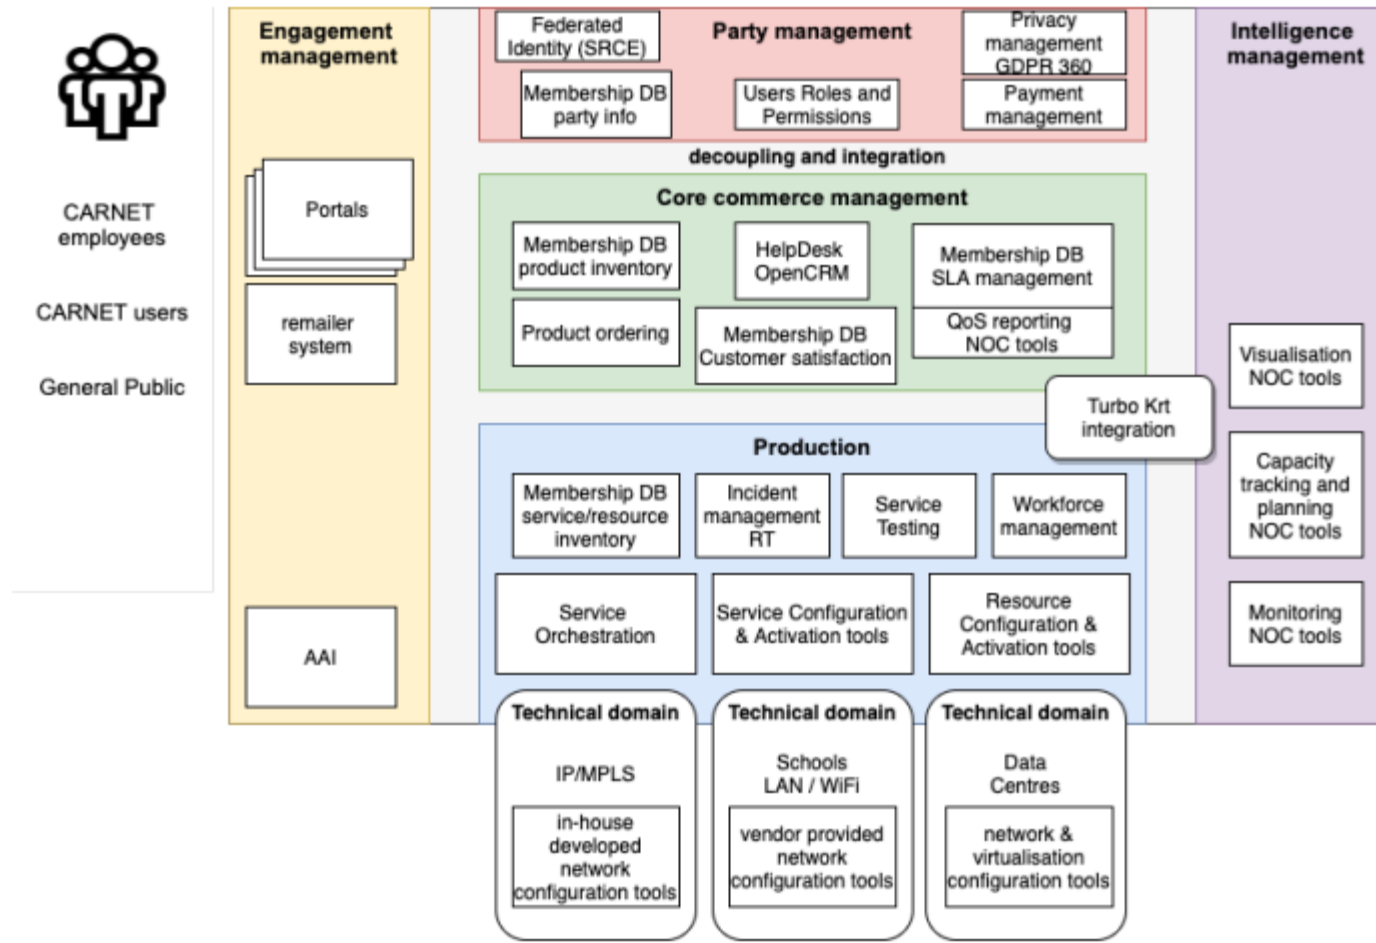 CARNET
employees
CARNET users
General Public
Engagement
management
Portals
remailer
system
AAI
Party management
Federated
Identity (SRCE)
Membership DB
party info
Users Roles and
Permissions
Privacy
management
GDPR 360
Payment
management
decoupling and integration
Core commerce management
Membership DB
product inventory
HelpDesk
OpenCRM
Membership DB
SLA management
Product ordering
Membership DB
Customer satisfaction
QoS reporting
NOC tools
Turbo Krt
integration
Production
Membership DB
service/resource
inventory
Incident
management
RT
Service
Testing
Workforce
management
Service
Orchestration
Service Configuration
& Activation tools
Resource
Configuration &
Activation tools
Technical domain
IP/MPLS
in-house
developed
network
configuration tools
Technical domain
Schools
LAN / WiFi
vendor provided
network
configuration tools
Technical domain
Data
Centres
network &
virtualisation
configuration tools
Intelligence
management
Visualisation
NOC tools
Capacity
tracking and
planning
NOC tools
Monitoring
NOC tools